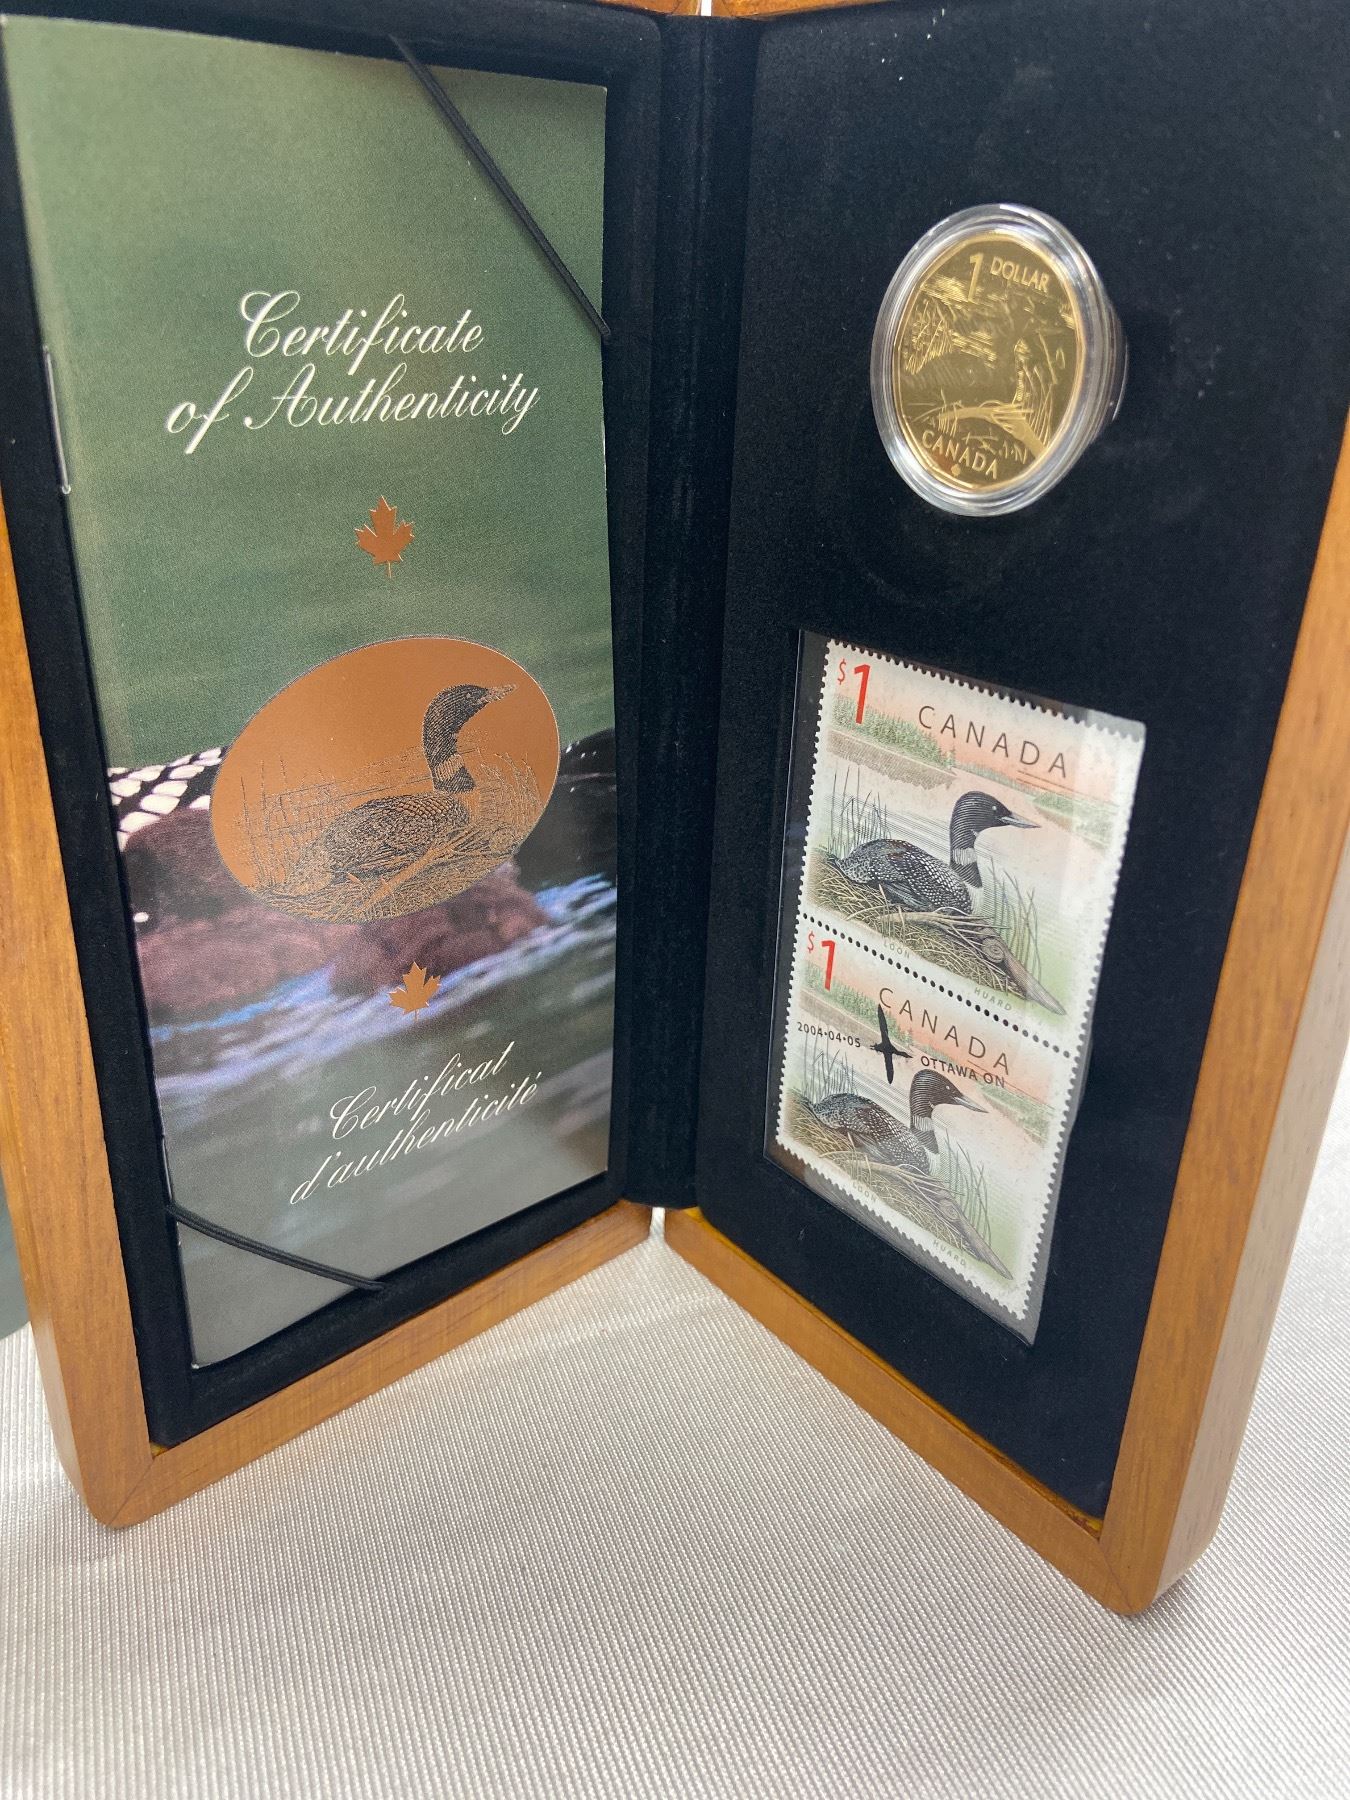 Certificate
of Authenticity
Certificat
d'authenticité
1 DOLLAR
CANADA
$1
CANADA
LOON
HUARD
$1
CANADA
2004·04·05
OTTAWA ON
LOON
HUARD